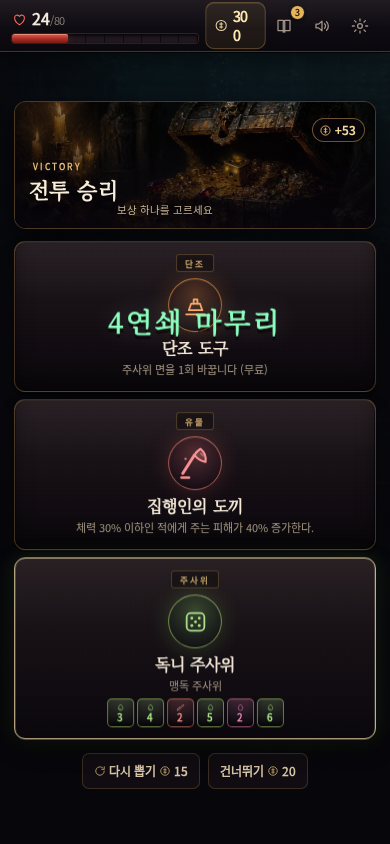 24/80
30
0
3
+53
VICTORY
전투 승리
보상 하나를 고르세요
단조
4연쇄 마무리
단조 도구
주사위 면을 1회 바꿉니다 (무료)
유물
집행인의 도끼
체력 30% 이하인 적에게 주는 피해가 40% 증가한다.
주사위
독니 주사위
맹독 주사위
3 4 2 5 2 6
다시 뽑기 15 건너뛰기 20